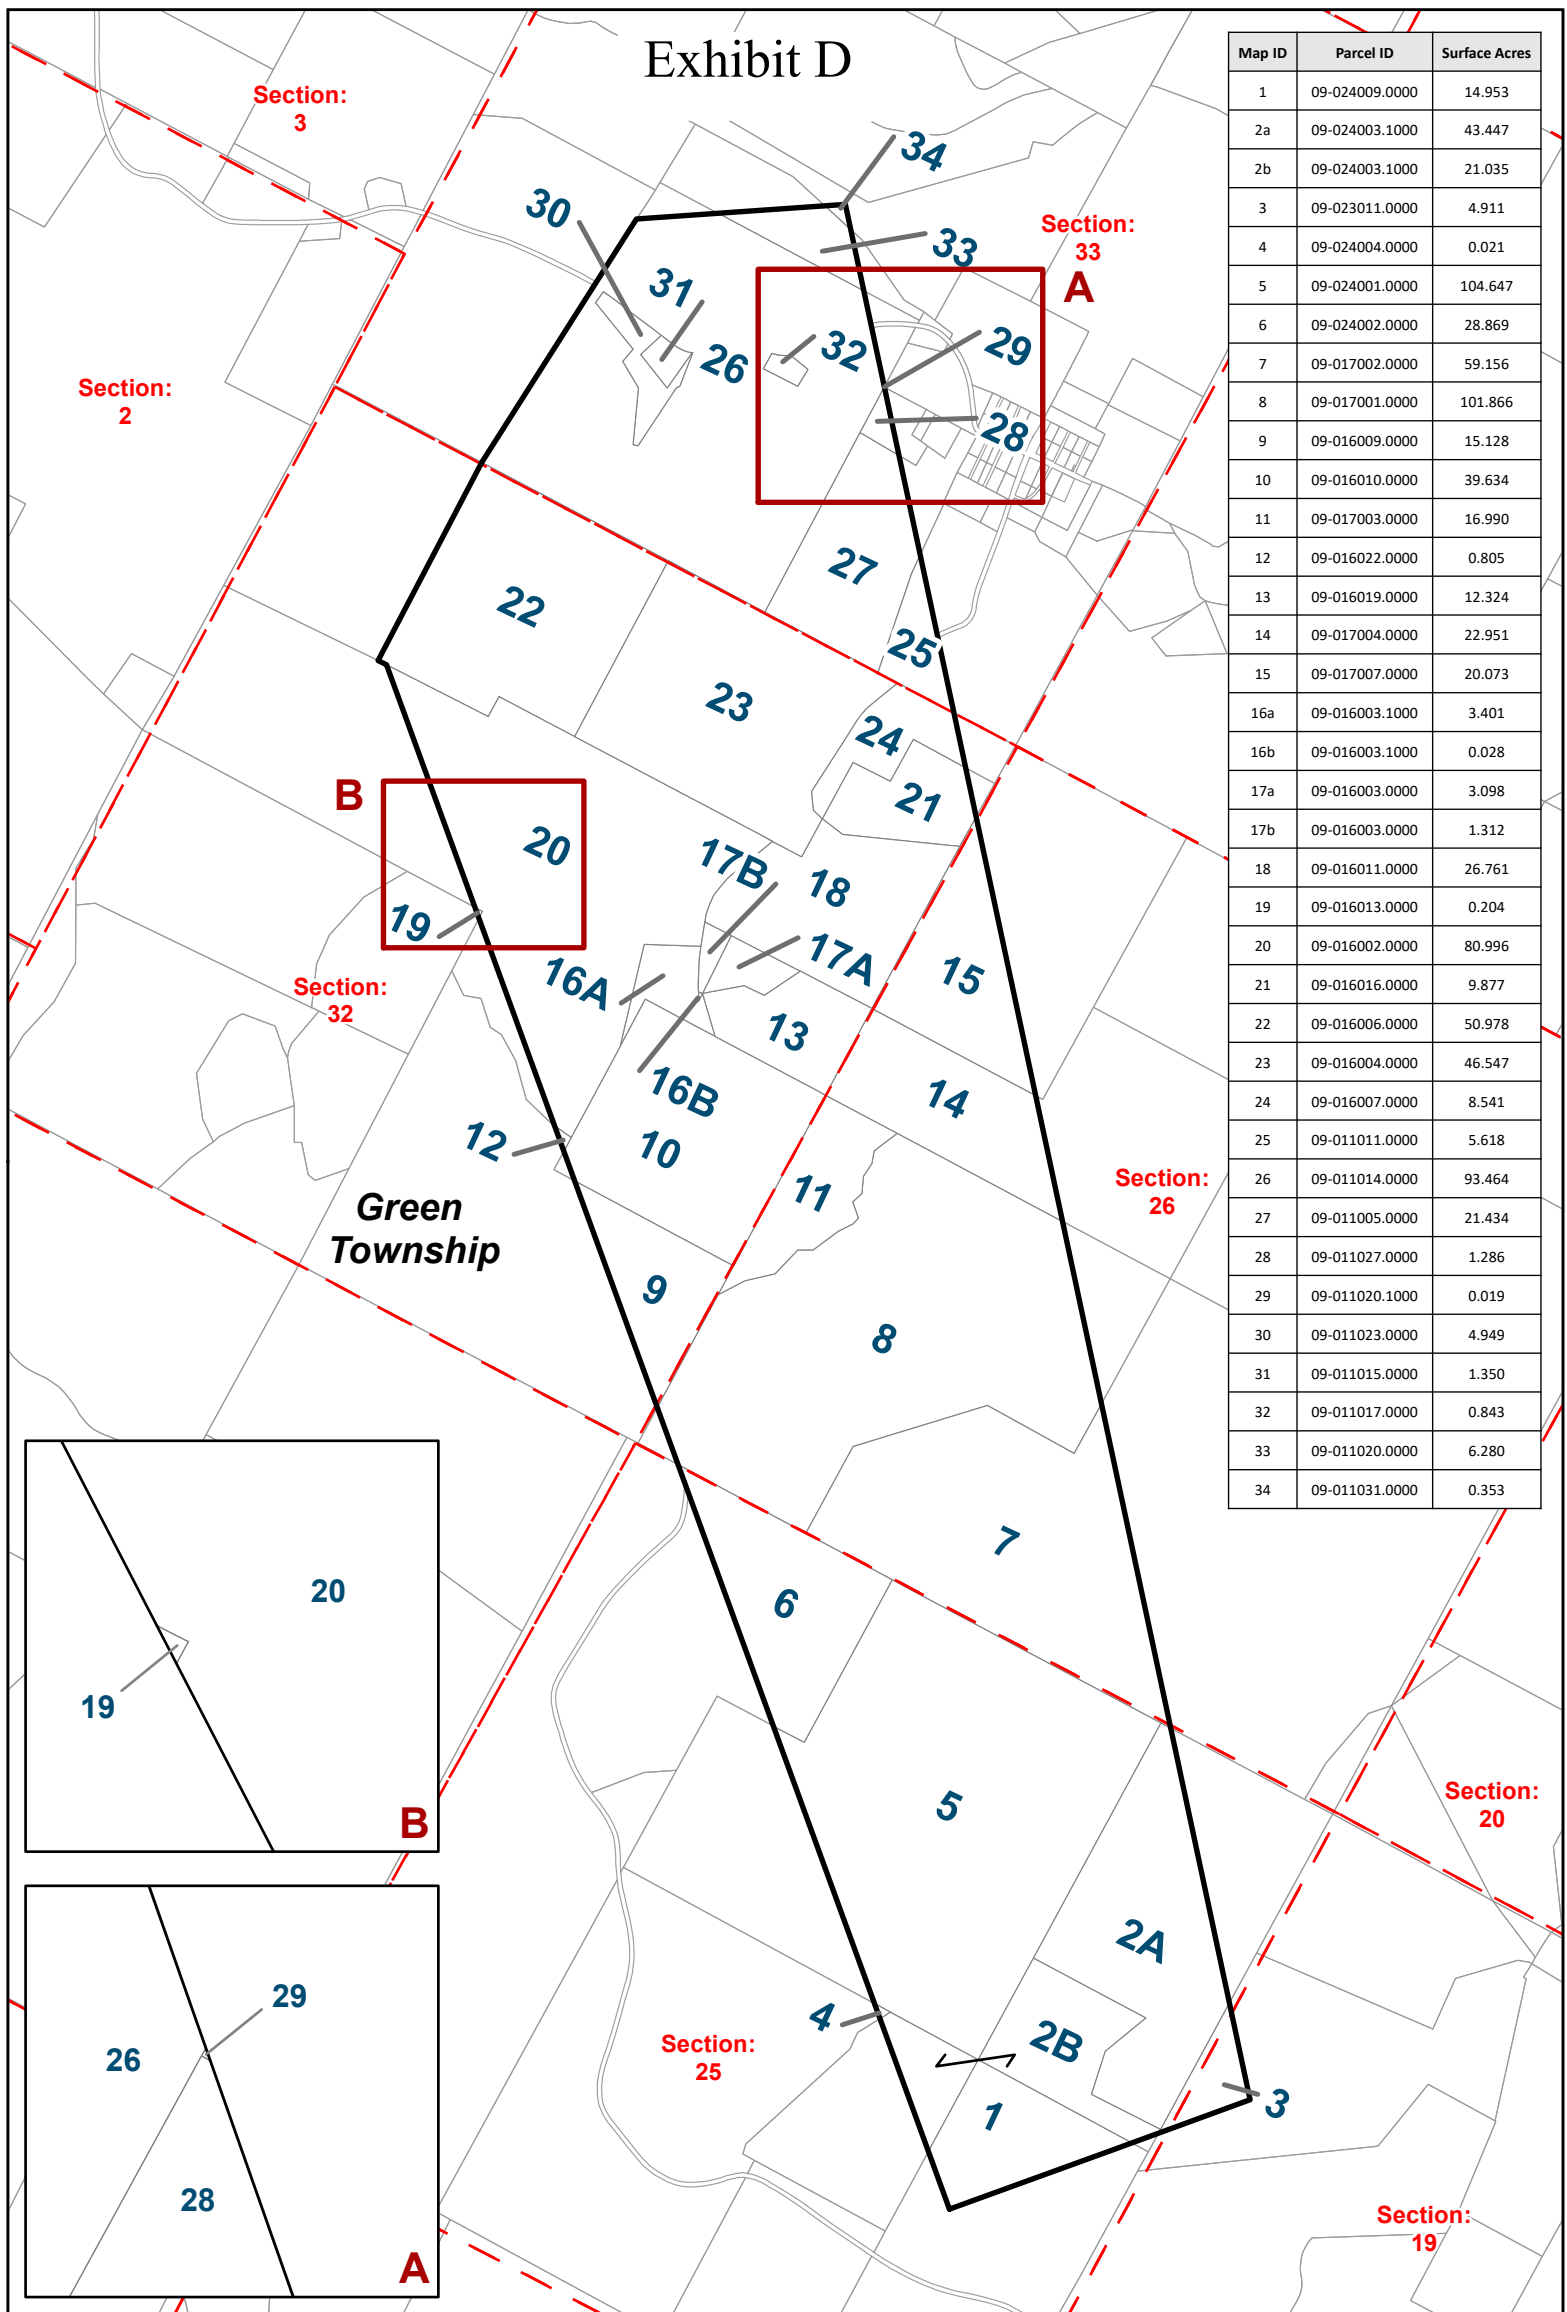 Exhibit D
Map ID Parcel ID Surface Acres
1 09-024009.0000 14.953
2a 09-024003.1000 43.447
2b 09-024003.1000 21.035
3 09-023011.0000 4.911
4 09-024004.0000 0.021
5 09-024001.0000 104.647
6 09-024002.0000 28.869
7 09-017002.0000 59.156
8 09-017001.0000 101.866
9 09-016009.0000 15.128
10 09-016010.0000 39.634
11 09-017003.0000 16.990
12 09-016022.0000 0.805
13 09-016019.0000 12.324
14 09-017004.0000 22.951
15 09-017007.0000 20.073
16a 09-016003.1000 3.401
16b 09-016003.1000 0.028
17a 09-016003.0000 3.098
17b 09-016003.0000 1.312
18 09-016011.0000 26.761
19 09-016013.0000 0.204
20 09-016002.0000 80.996
21 09-016016.0000 9.877
22 09-016006.0000 50.978
23 09-016004.0000 46.547
24 09-016007.0000 8.541
25 09-011011.0000 5.618
26 09-011014.0000 93.464
27 09-011005.0000 21.434
28 09-011027.0000 1.286
29 09-011020.1000 0.019
30 09-011023.0000 4.949
31 09-011015.0000 1.350
32 09-011017.0000 0.843
33 09-011020.0000 6.280
34 09-011031.0000 0.353
Section:
3
34
30
33
Section:
33
A
31
32
29
26
Section:
2
28
27
22
25
23
24
B
21
20
17B
18
19
17A
16A
15
Section:
32
13
16B
14
12
10
11
Section:
26
Green
Township
9
8
7
6
5
Section:
20
2A
4
2B
Section:
25
1
3
Section:
19
20
19
B
29
26
28
A